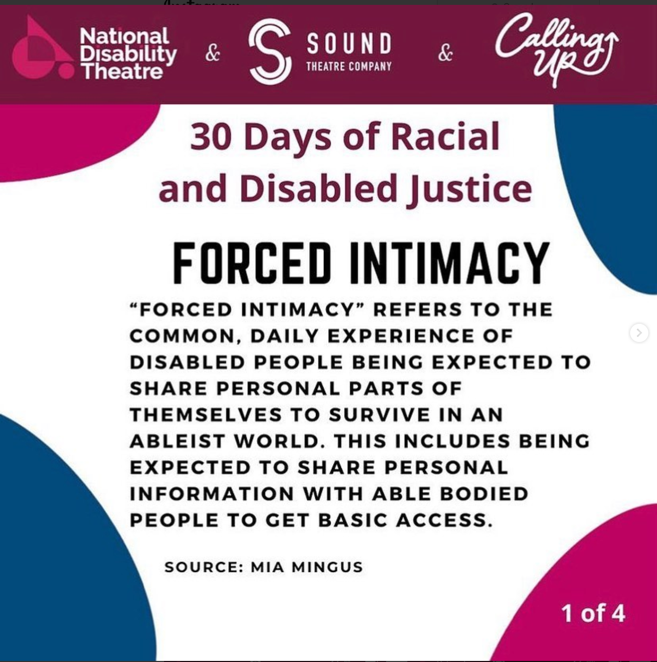 National
Disability
Theatre
&
SOUND
THEATRE COMPANY
&
Calling
UP
30 Days of Racial
and Disabled Justice
FORCED INTIMACY
“FORCED INTIMACY” REFERS TO THE
COMMON, DAILY EXPERIENCE OF
DISABLED PEOPLE BEING EXPECTED TO
SHARE PERSONAL PARTS OF
THEMSELVES TO SURVIVE IN AN
ABLEIST WORLD. THIS INCLUDES BEING
EXPECTED TO SHARE PERSONAL
INFORMATION WITH ABLE BODIED
PEOPLE TO GET BASIC ACCESS.
SOURCE: MIA MINGUS
1 of 4